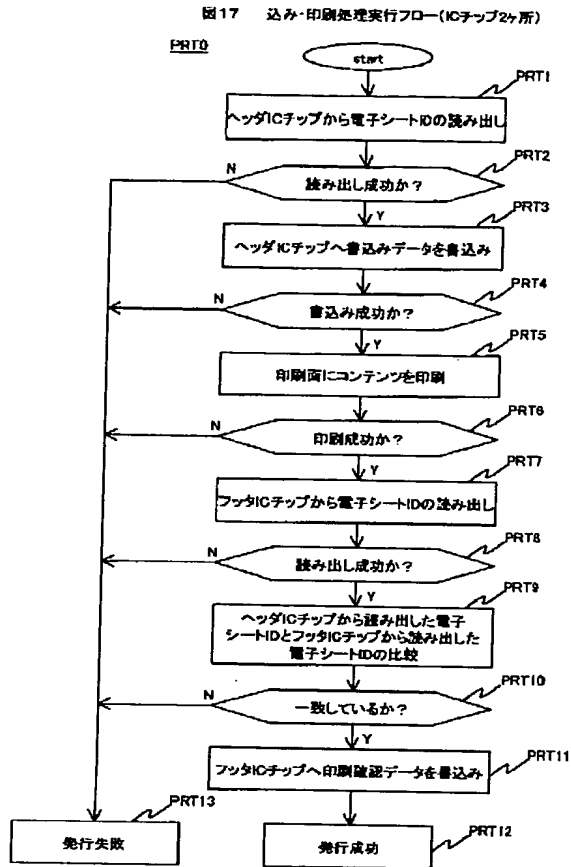 図17 込み・印刷処理実行フロー(ICチップ2ヶ所)
PRT0
start
PRT1
ヘッダICチップから電子シートIDの読み出し
PRT2
N
読み出し成功か？
Y
PRT3
ヘッダICチップへ書込みデータを書込み
PRT4
N
書込み成功か？
Y
PRT5
印刷面にコンテンツを印刷
PRT6
N
印刷成功か？
Y
PRT7
フッタICチップから電子シートIDの読み出し
PRT8
N
読み出し成功か？
Y
PRT9
ヘッダICチップから読み出した電子
シートIDとフッタICチップから読み出した
電子シートIDの比較
PRT10
N
一致しているか？
Y
PRT11
フッタICチップへ印刷確認データを書込み
PRT13
発行失敗
PRT12
発行成功